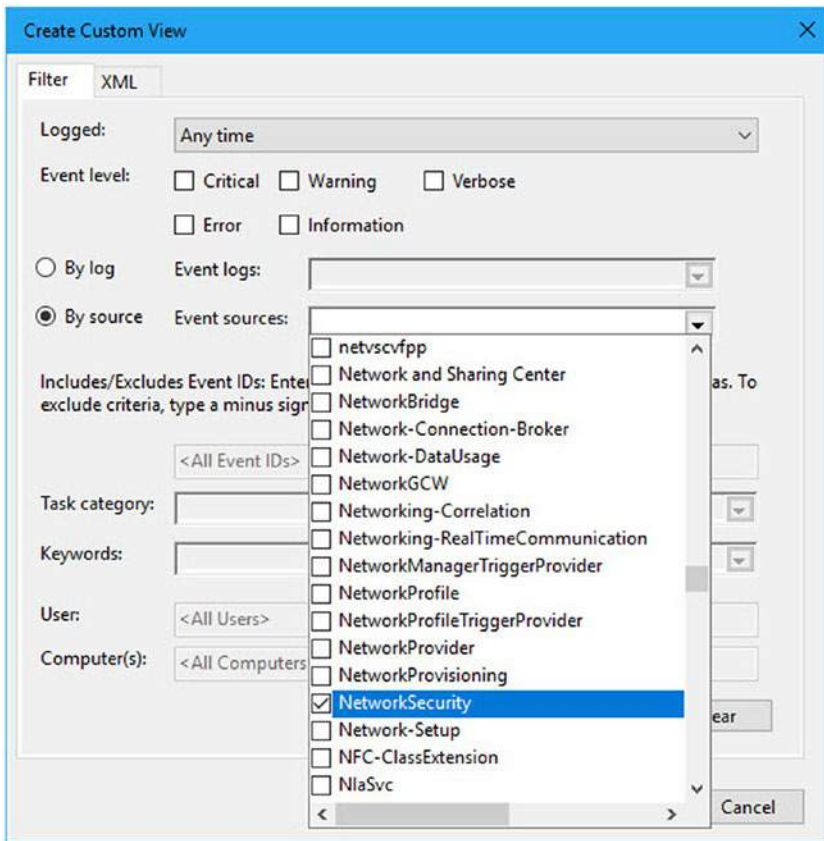 Create Custom View
Filter XML
Logged: Any time
Event level: Critical Warning Verbose
Error Information
By log Event logs:
By source Event sources:
netvscvfpp
Network and Sharing Center
Includes/Excludes Event IDs: Enter as. To
NetworkBridge
exclude criteria, type a minus sign
Network-Connection-Broker
<All Event IDs> Network-DataUsage
NetworkGCW
Task category: Networking-Correlation
Networking-RealTimeCommunication
Keywords: NetworkManagerTriggerProvider
NetworkProfile
User: <All Users> NetworkProfileTriggerProvider
NetworkProvider
Computer(s): <All Computers NetworkProvisioning
NetworkSecurity
Network-Setup
NFC-ClassExtension
NlaSvc
Cancel